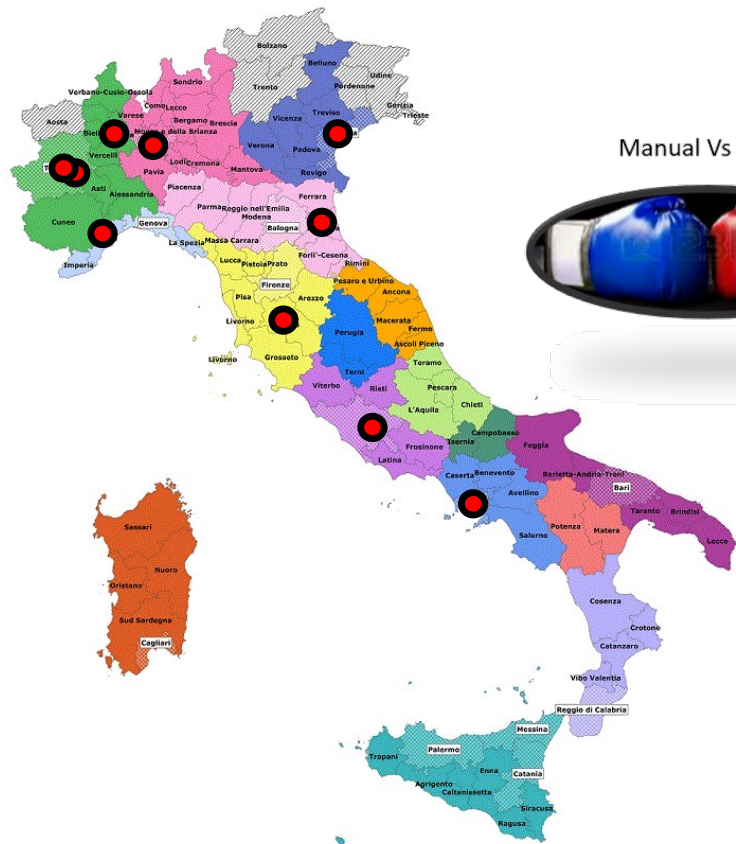 Bolzano
Belluno
Trento
Udine
Pordenone
Gorizia
Trieste
Sondrio
Verbano-Cusio-Ossola
Como
Lecco
Varese
Bergamo
Brescia
Aosta
Vercelli
Lodi
Cremona
Mantova
Pavia
Vicenza
Treviso
Verona
Padova
Rovigo
Manual Vs
Asti
Alessandria
Cuneo
Piacenza
Parma
Reggio nell'Emilia
Modena
Ferrara
Bologna
Forli'-Cesena
Rimini
Genova
Imperia
La Spezia
Massa Carrara
Lucca
Pistoia
Prato
Firenze
Pisa
Arezzo
Livorno
Livorno
Grosseto
Pesaro e Urbino
Ancona
Macerata
Fermo
Ascoli Piceno
Perugia
Terni
Teramo
Pescara
Chieti
L'Aquila
Viterbo
Rieti
Frosinone
Latina
Isernia
Campobasso
Foggia
Barletta-Andria-Trani
Bari
Taranto
Brindisi
Lecce
Caserta
Benevento
Avellino
Salerno
Potenza
Matera
Sassari
Nuoro
Oristano
Sud Sardegna
Cagliari
Cosenza
Crotone
Catanzaro
Vibo Valentia
Reggio di Calabria
Messina
Palermo
Trapani
Enna
Catania
Agrigento
Caltanissetta
Siracusa
Ragusa